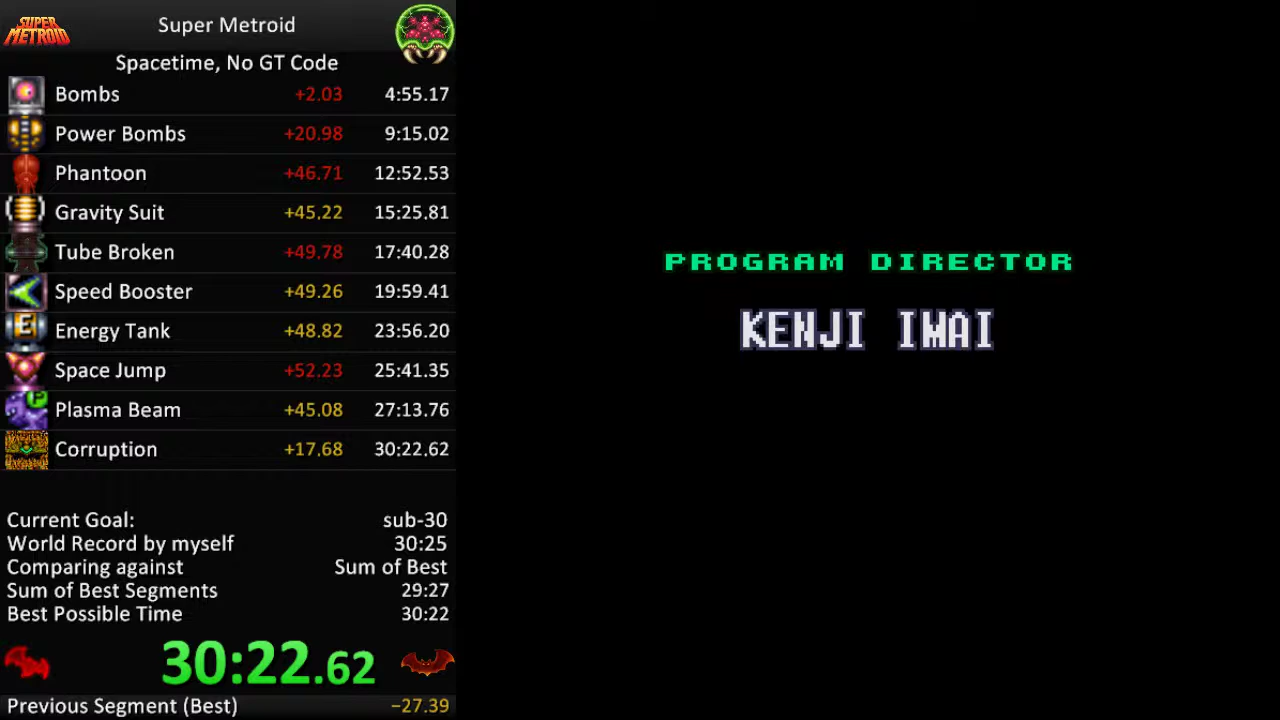 SUPER METROID
Super Metroid
Spacetime, No GT Code
Bombs +2.03 4:55.17
Power Bombs +20.98 9:15.02
Phantoon +46.71 12:52.53
Gravity Suit +45.22 15:25.81
Tube Broken +49.78 17:40.28
Speed Booster +49.26 19:59.41
E Energy Tank +48.82 23:56.20
Space Jump +52.23 25:41.35
P Plasma Beam +45.08 27:13.76
Corruption +17.68 30:22.62
Current Goal: sub-30
World Record by myself 30:25
Comparing against Sum of Best
Sum of Best Segments 29:27
Best Possible Time 30:22
30:22.62
Previous Segment (Best) −27.39
PROGRAM DIRECTOR
KENJI IWAI